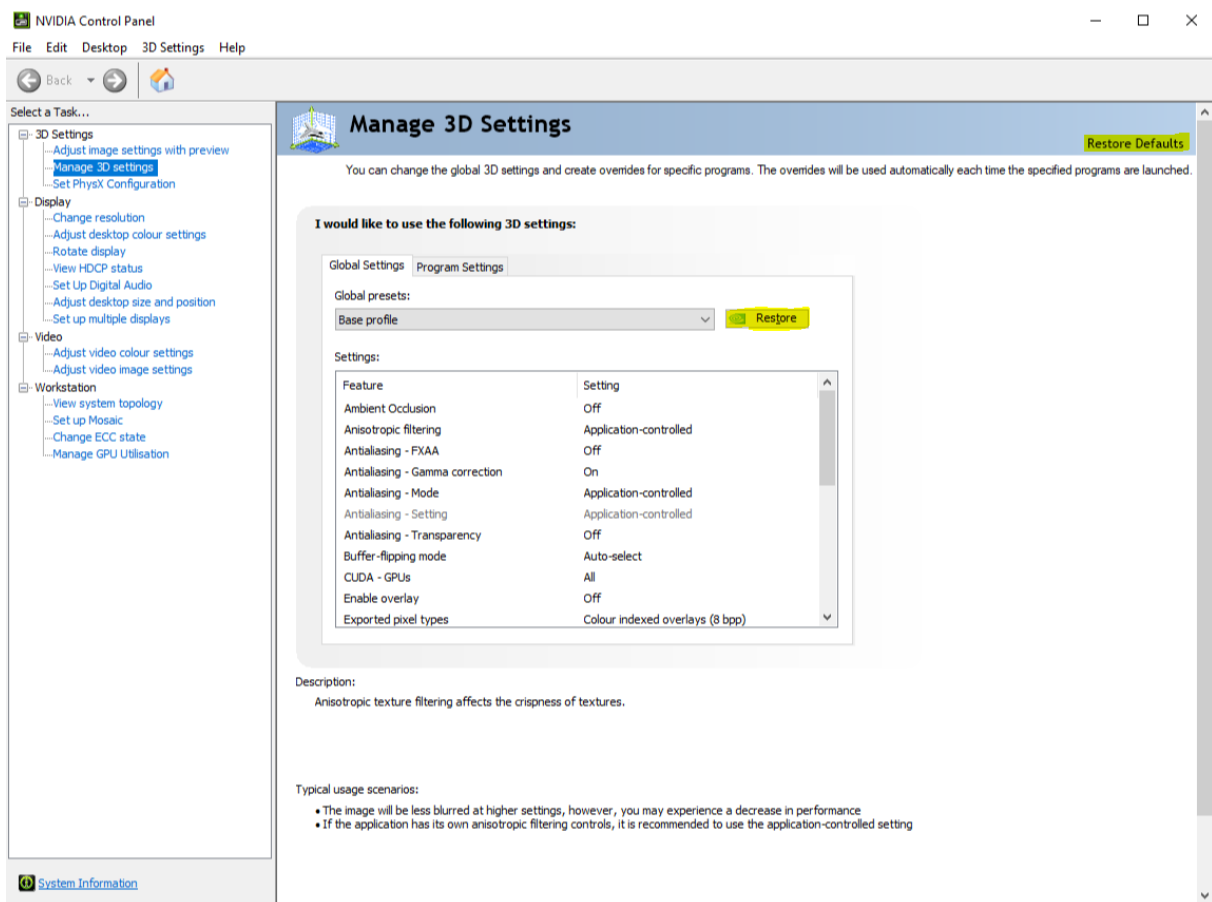 NVIDIA Control Panel
File Edit Desktop 3D Settings Help
Back
Select a Task...
3D Settings
Adjust image settings with preview
Manage 3D settings
Set PhysX Configuration
Display
Change resolution
Adjust desktop colour settings
Rotate display
View HDCP status
Set Up Digital Audio
Adjust desktop size and position
Set up multiple displays
Video
Adjust video colour settings
Adjust video image settings
Workstation
View system topology
Set up Mosaic
Change ECC state
Manage GPU Utilisation
System Information
Manage 3D Settings
Restore Defaults
You can change the global 3D settings and create overrides for specific programs. The overrides will be used automatically each time the specified programs are launched.
I would like to use the following 3D settings:
Global Settings Program Settings
Global presets:
Base profile Restore
Settings:
Feature Setting
Ambient Occlusion Off
Anisotropic filtering Application-controlled
Antialiasing - FXAA Off
Antialiasing - Gamma correction On
Antialiasing - Mode Application-controlled
Antialiasing - Setting Application-controlled
Antialiasing - Transparency Off
Buffer-flipping mode Auto-select
CUDA - GPUs All
Enable overlay Off
Exported pixel types Colour indexed overlays (8 bpp)
Description:
Anisotropic texture filtering affects the crispness of textures.
Typical usage scenarios:
• The image will be less blurred at higher settings, however, you may experience a decrease in performance
• If the application has its own anisotropic filtering controls, it is recommended to use the application-controlled setting